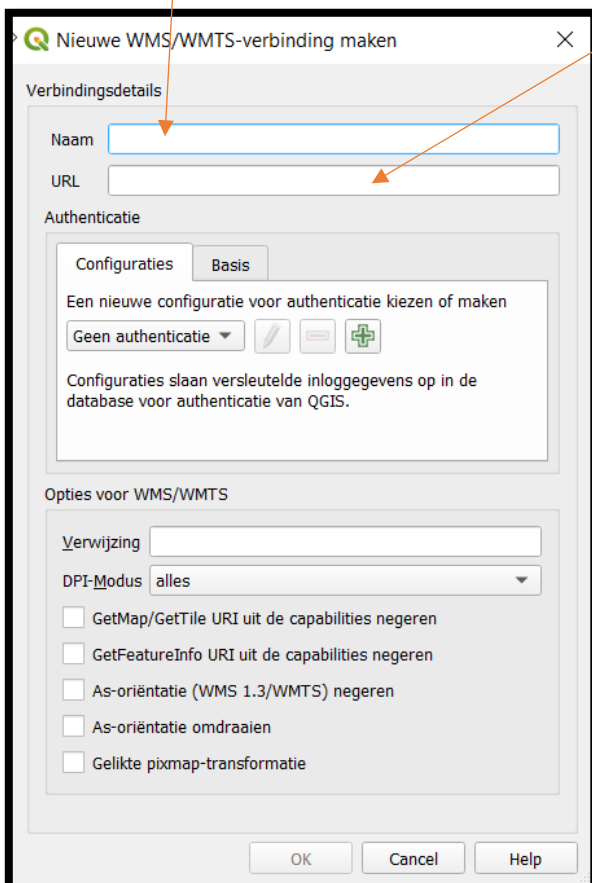 Nieuwe WMS/WMTS-verbinding maken
Verbindingsdetails
Naam
URL
Authenticatie
Configuraties Basis
Een nieuwe configuratie voor authenticatie kiezen of maken
Geen authenticatie
Configuraties slaan versleutelde inloggegevens op in de
database voor authenticatie van QGIS.
Opties voor WMS/WMTS
Verwijzing
DPI-Modus alles
GetMap/GetTile URI uit de capabilities negeren
GetFeatureInfo URI uit de capabilities negeren
As-oriëntatie (WMS 1.3/WMTS) negeren
As-oriëntatie omdraaien
Gelikte pixmap-transformatie
OK Cancel Help